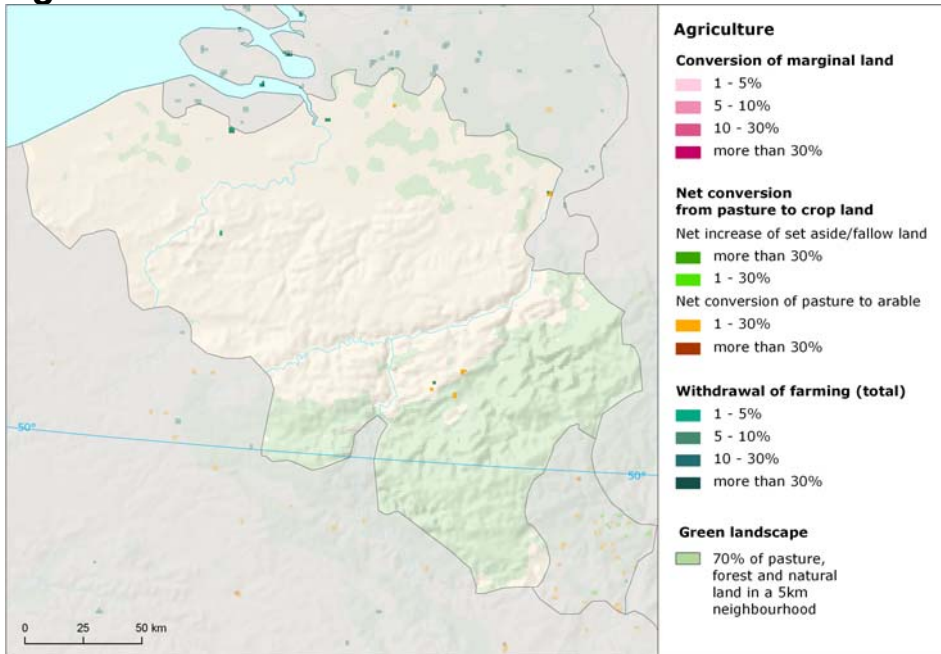 Agriculture
Conversion of marginal land
1 - 5%
5 - 10%
10 - 30%
more than 30%
Net conversion
from pasture to crop land
Net increase of set aside/fallow land
more than 30%
1 - 30%
Net conversion of pasture to arable
1 - 30%
more than 30%
Withdrawal of farming (total)
1 - 5%
5 - 10%
10 - 30%
more than 30%
Green landscape
70% of pasture,
forest and natural
land in a 5km
neighbourhood
50°
50°
0 25 50 km